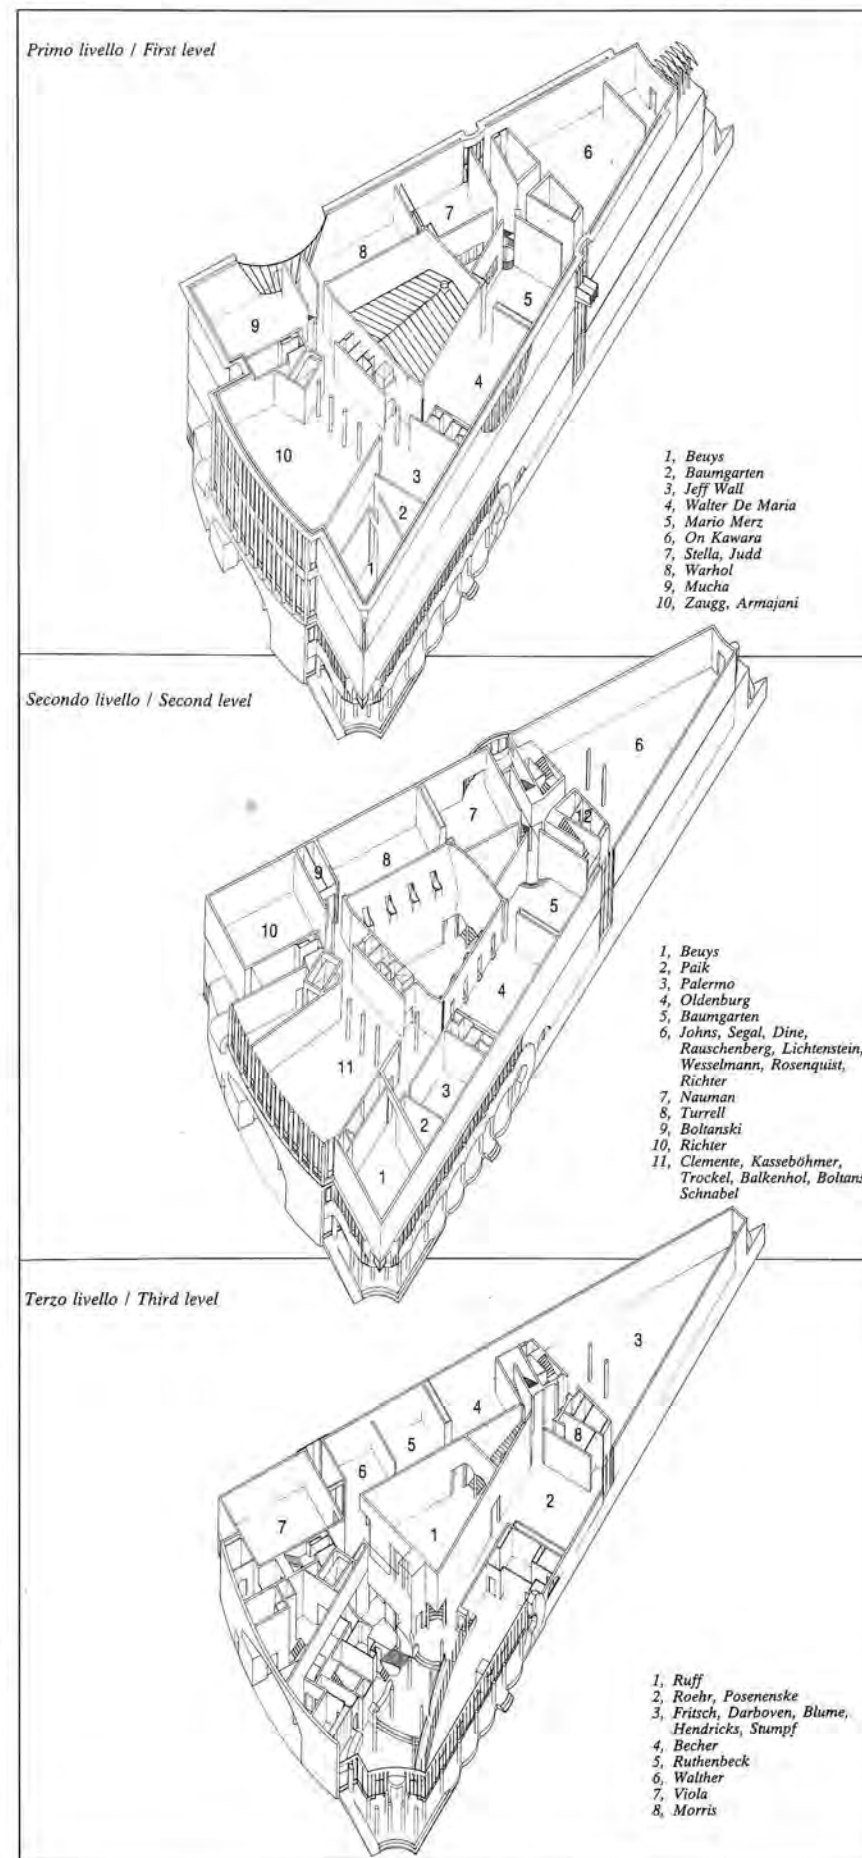 Primo livello / First level
6
7
8
5
9
4
10
3
2
1
1, Beuys
2, Baumgarten
3, Jeff Wall
4, Walter De Maria
5, Mario Merz
6, On Kawara
7, Stella, Judd
8, Warhol
9, Mucha
10, Zaugg, Armajani
Secondo livello / Second level
6
7
12
8
9
5
10
4
11
3
2
1
1, Beuys
2, Paik
3, Palermo
4, Oldenburg
5, Baumgarten
6, Johns, Segal, Dine,
Rauschenberg, Lichtenstein,
Wesselmann, Rosenquist,
Richter
7, Nauman
8, Turrell
9, Boltanski
10, Richter
11, Clemente, Kasseböhmer,
Trockel, Balkenhol, Boltans
Schnabel
Terzo livello / Third level
3
4
8
5
6
2
7
1
1, Ruff
2, Roehr, Posenenske
3, Fritsch, Darboven, Blume,
Hendricks, Stumpf
4, Becher
5, Ruthenbeck
6, Walther
7, Viola
8, Morris